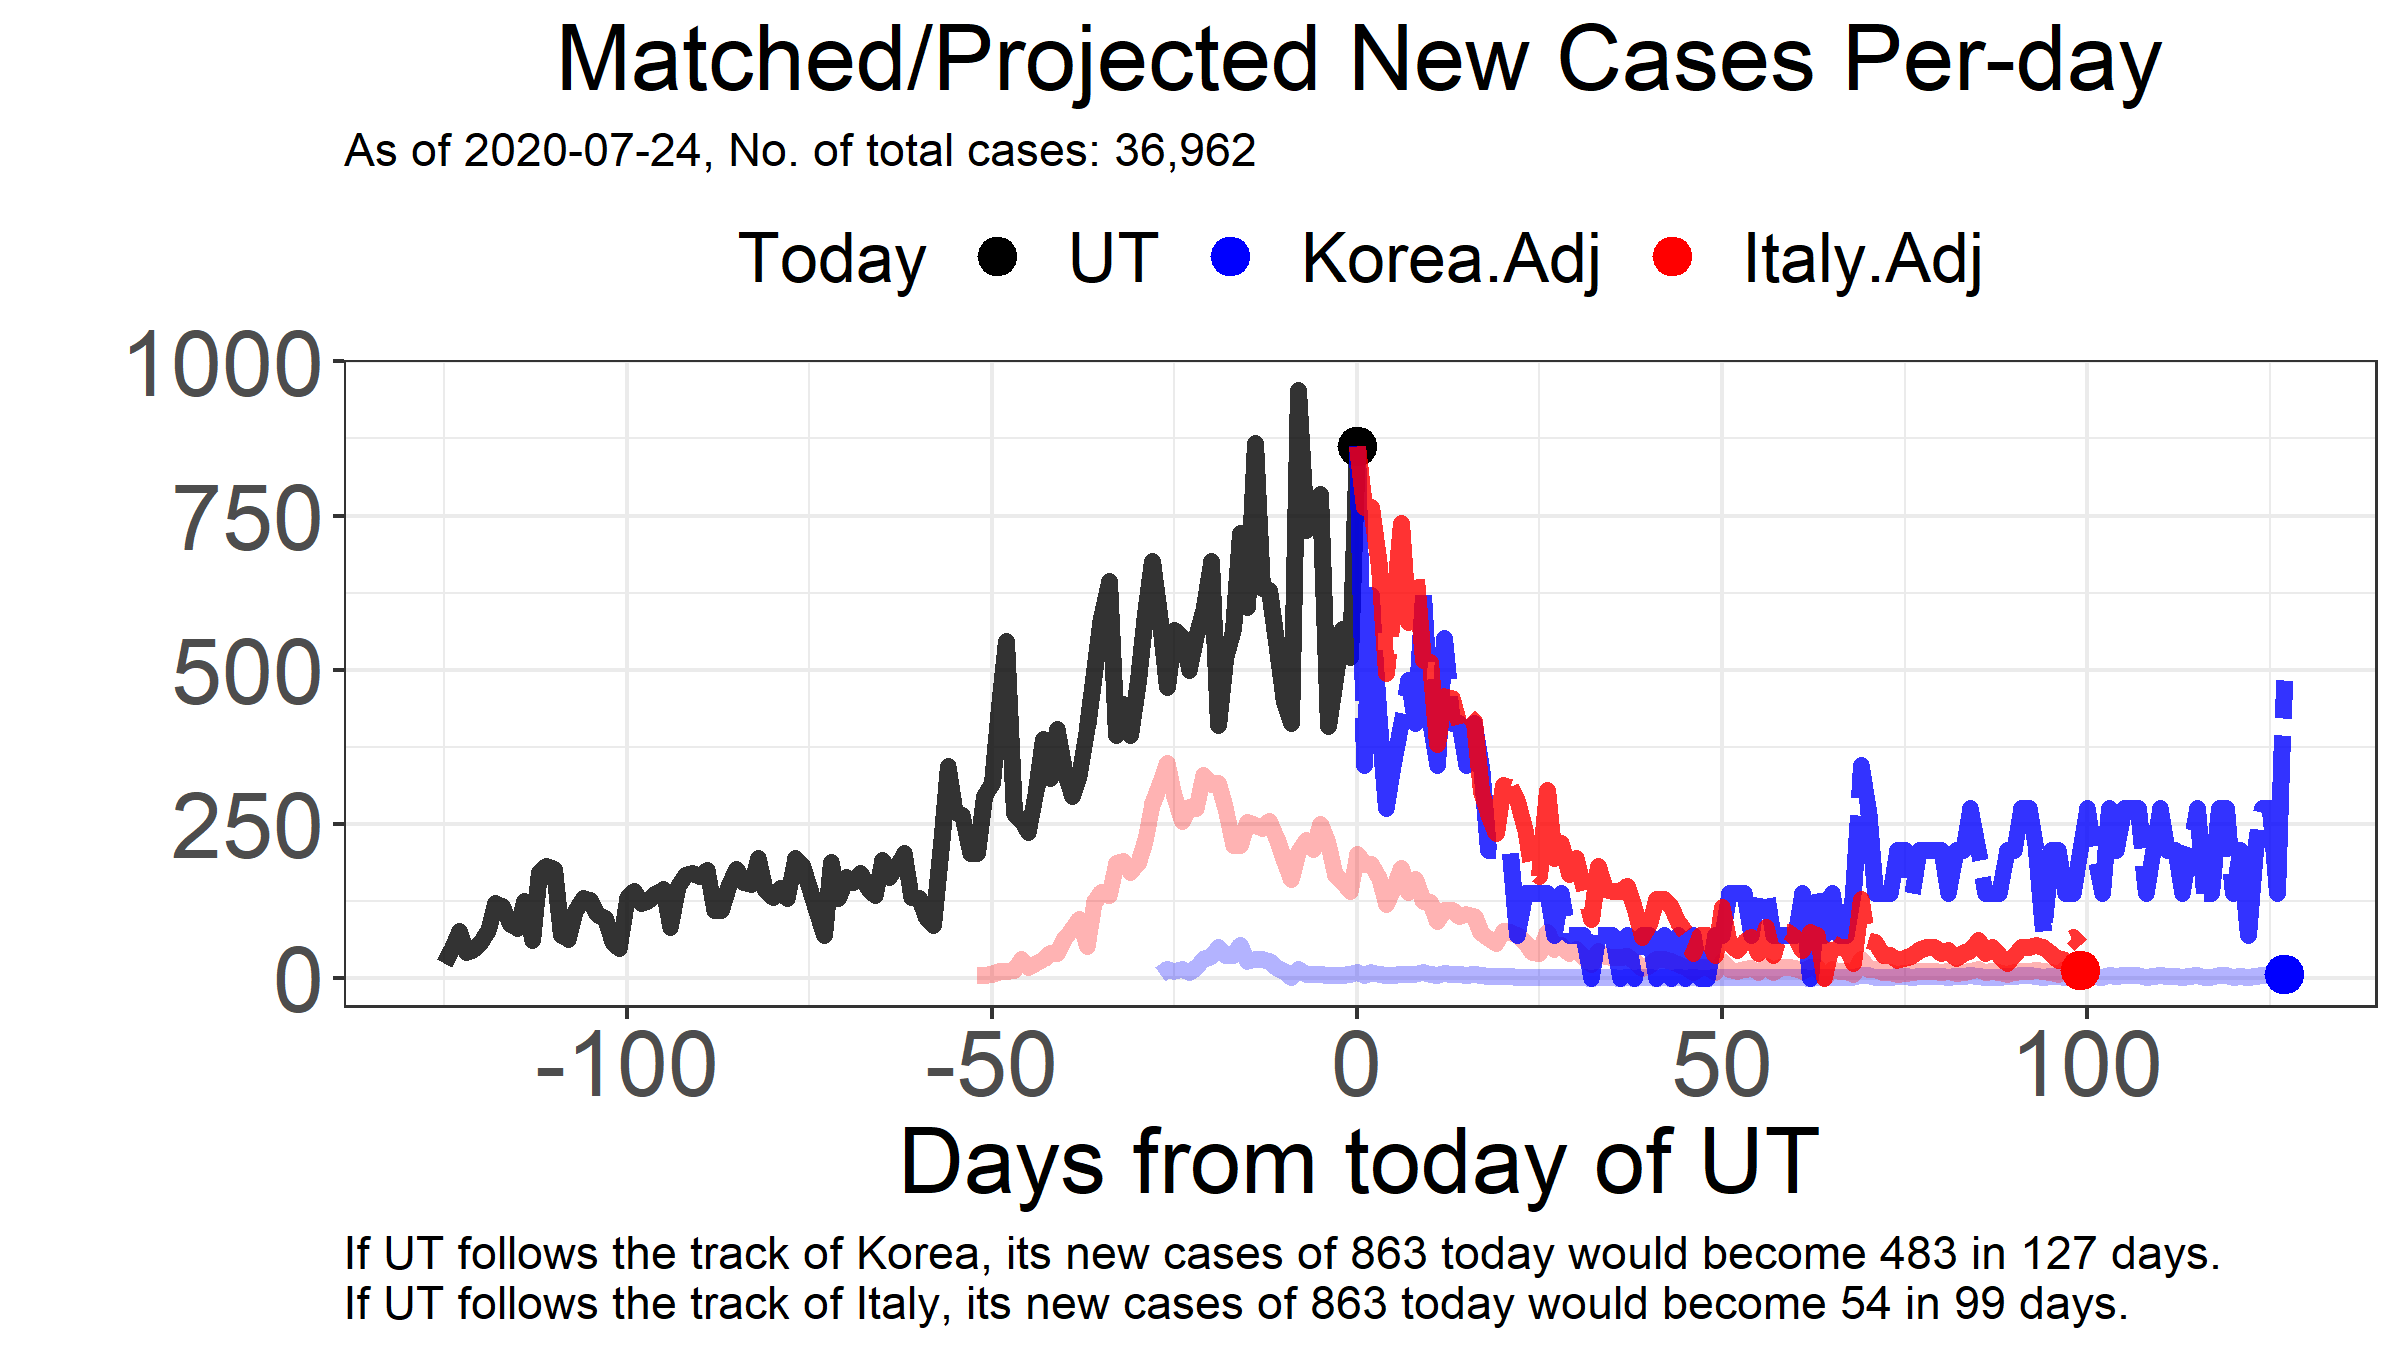 Matched/Projected New Cases Per-day
As of 2020-07-24, No. of total cases: 36,962
Today UT Korea.Adj Italy.Adj
1000
750
500
250
0
-100 -50 0 50 100
Days from today of UT
If UT follows the track of Korea, its new cases of 863 today would become 483 in 127 days.
If UT follows the track of Italy, its new cases of 863 today would become 54 in 99 days.